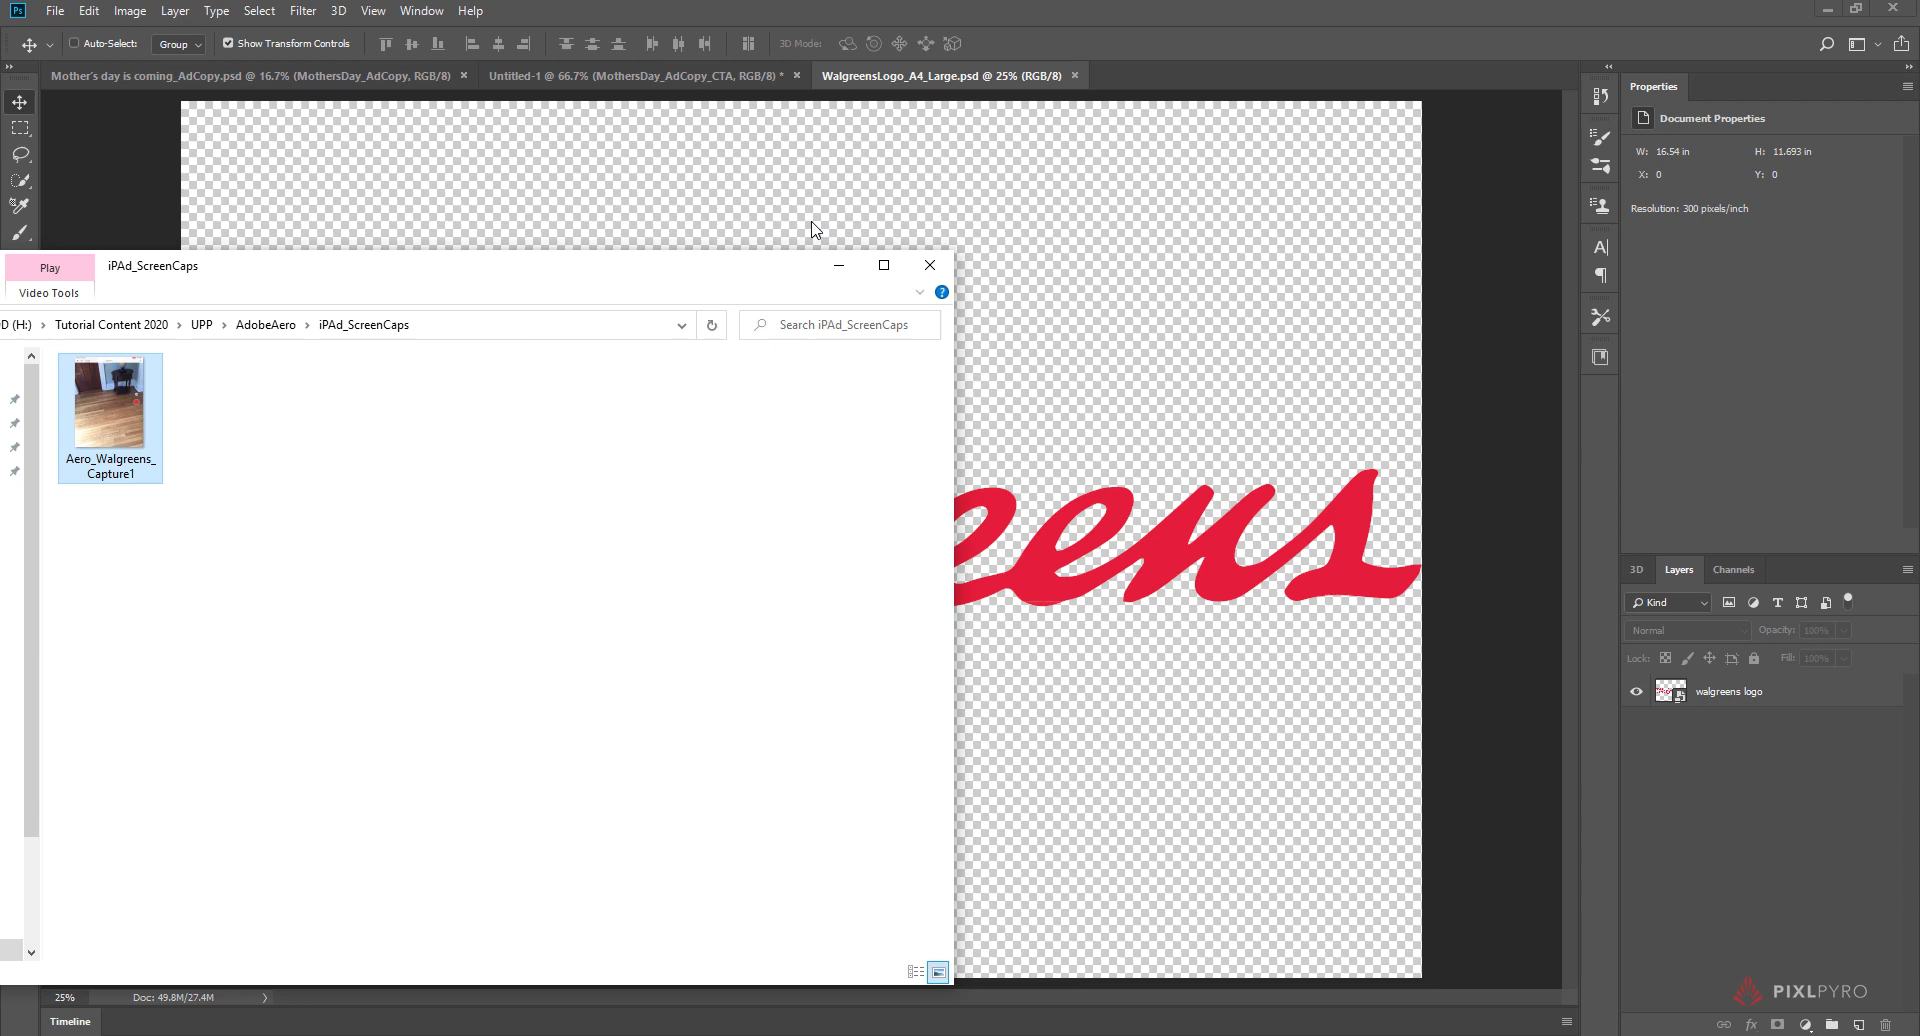 Ps File Edit Image Layer Type Select Filter 3D View Window Help
Auto-Select: Group Show Transform Controls 3D Mode:
Mother's day is coming_AdCopy.psd @ 16.7% (MothersDay_AdCopy, RGB/8) × Untitled-1 @ 66.7% (MothersDay_AdCopy_CTA, RGB/8) * × WalgreensLogo_A4_Large.psd @ 25% (RGB/8) ×
Properties
Document Properties
W: 16.54 in H: 11.693 in
X: 0 Y: 0
Resolution: 300 pixels/inch
Play iPAd_ScreenCaps
Video Tools
D (H:) › Tutorial Content 2020 › UPP › AdobeAero › iPAd_ScreenCaps
Search iPAd_ScreenCaps
Aero_Walgreens_
Capture1
eens
3D Layers Channels
Kind
Normal Opacity: 100%
Lock: Fill: 100%
walgreens logo
PIXLPYRO
25% Doc: 49.8M/27.4M
Timeline
fx